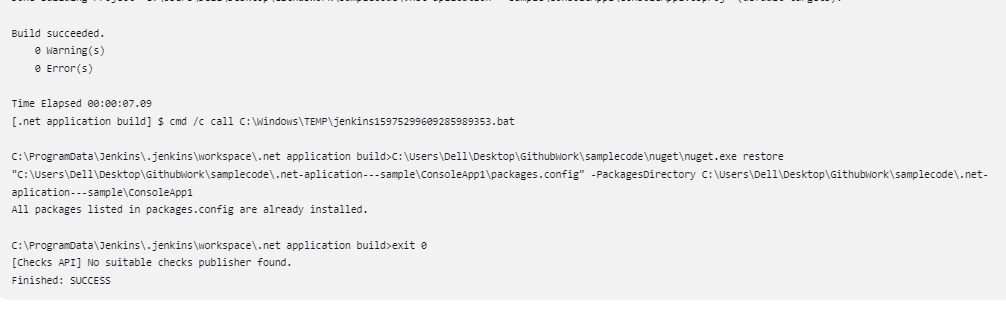 Build succeeded.
0 Warning(s)
0 Error(s)
Time Elapsed 00:00:07.09
[.net application build] $ cmd /c call C:\Windows\TEMP\jenkins15975299609285989353.bat
C:\ProgramData\Jenkins\.jenkins\workspace\.net application build>C:\Users\Dell\Desktop\GithubWork\samplecode\nuget\nuget.exe restore
"C:\Users\Dell\Desktop\GithubWork\samplecode\.net-aplication---sample\ConsoleApp1\packages.config" -PackagesDirectory C:\Users\Dell\Desktop\GithubWork\samplecode\.net-
aplication---sample\ConsoleApp1
All packages listed in packages.config are already installed.
C:\ProgramData\Jenkins\.jenkins\workspace\.net application build>exit 0
[Checks API] No suitable checks publisher found.
Finished: SUCCESS